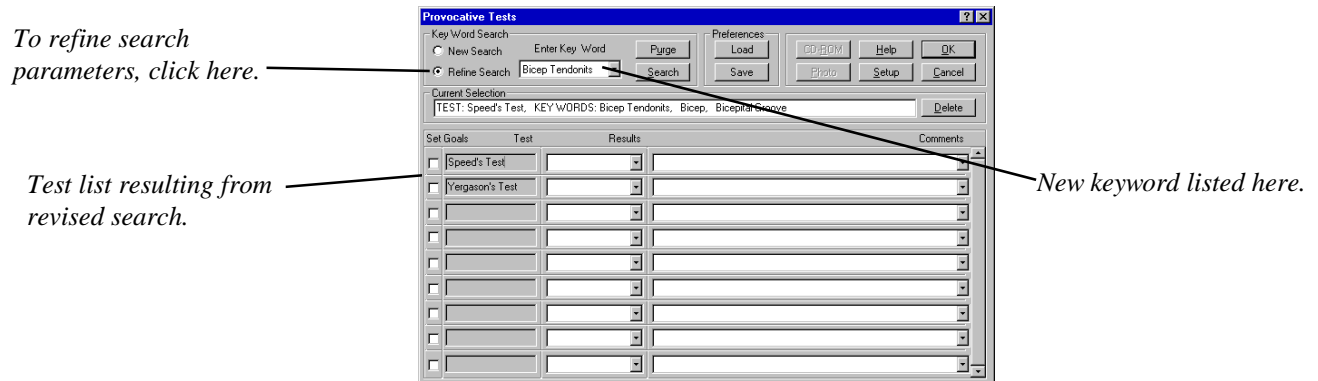 Provocative Tests
To refine search
parameters, click here.
Key Word Search
New Search
Enter Key Word
Purge
Refine Search
Bicep Tendonits
Search
Preferences
Load
Save
CD-ROM
Help
OK
Photo
Setup
Cancel
Current Selection
TEST: Speed's Test, KEY WORDS: Bicep Tendonits, Bicep, Bicepital Groove
Delete
Set Goals Test Results Comments
Speed's Test
Yergason's Test
Test list resulting from
revised search.
New keyword listed here.